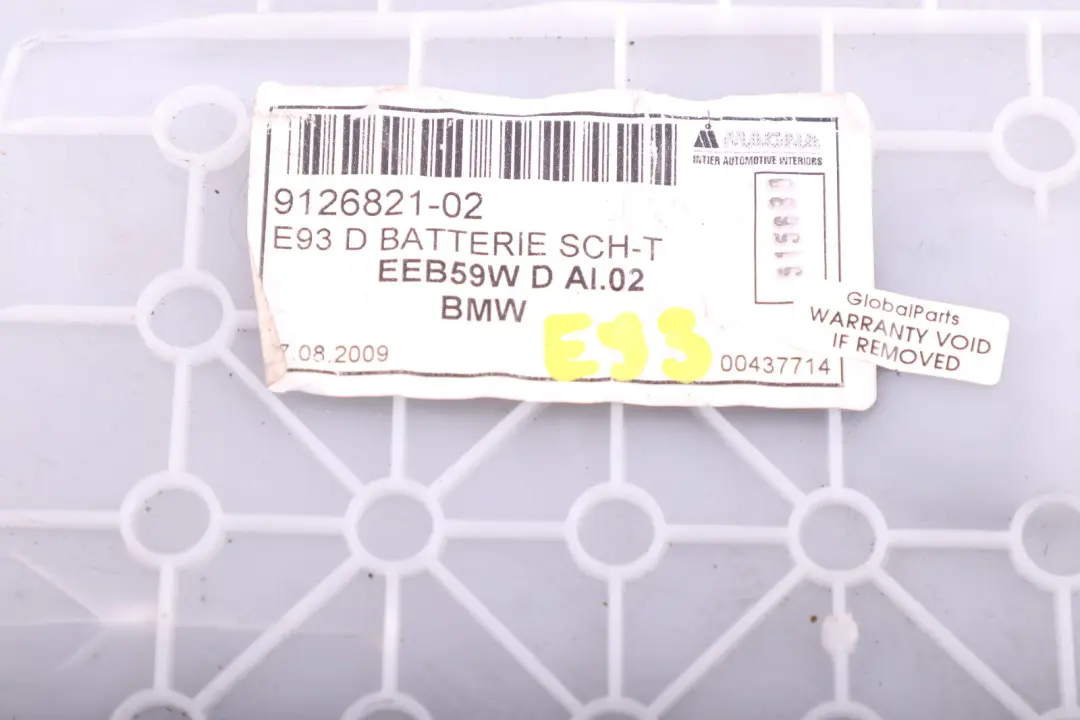 MAGNA
INTIER AUTOMOTIVE INTERIORS
9126821-02
E93 D BATTERIE SCH-T
EEB59W D AI.02
BMW
E93
7.08.2009
00437714
GlobalParts
WARRANTY VOID
IF REMOVED